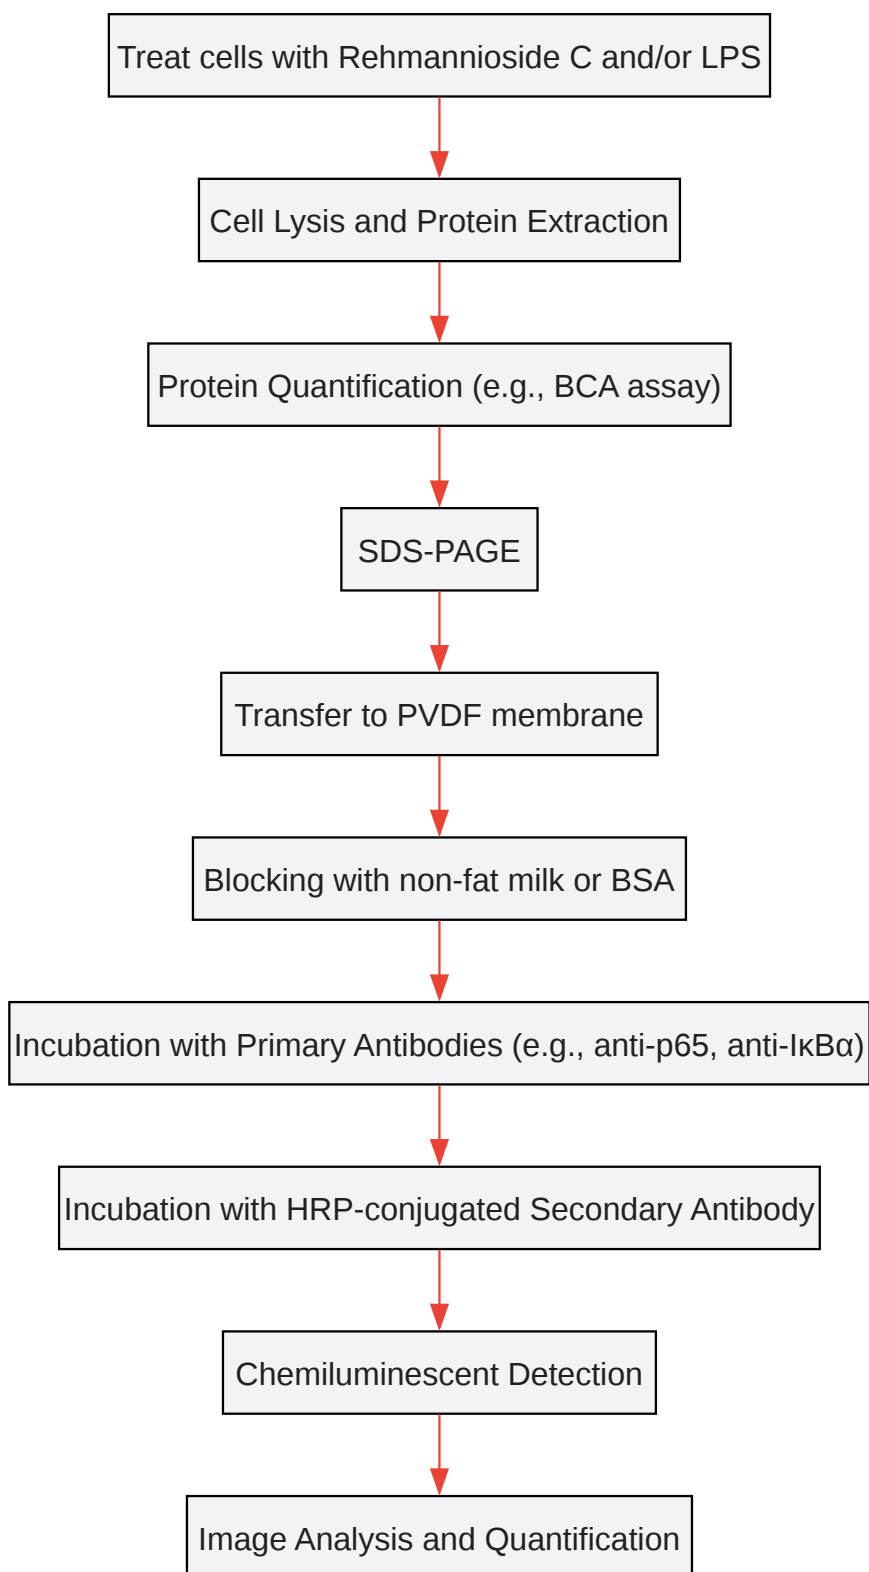 Treat cells with Rehmannioside C and/or LPS
Cell Lysis and Protein Extraction
Protein Quantification (e.g., BCA assay)
SDS-PAGE
Transfer to PVDF membrane
Blocking with non-fat milk or BSA
Incubation with Primary Antibodies (e.g., anti-p65, anti-IκBα)
Incubation with HRP-conjugated Secondary Antibody
Chemiluminescent Detection
Image Analysis and Quantification